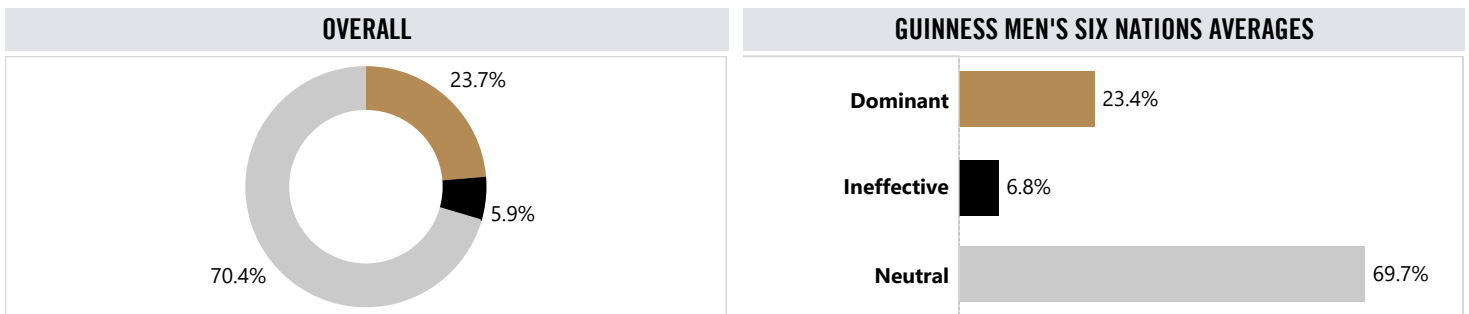 OVERALL
23.7%
5.9%
70.4%
GUINNESS MEN'S SIX NATIONS AVERAGES
Dominant 23.4%
Ineffective 6.8%
Neutral 69.7%